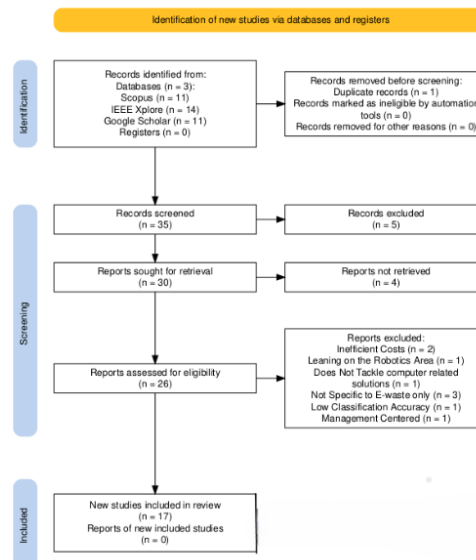 Identification of new studies via databases and registers
Identification
Records identified from:
Databases (n = 3):
Scopus (n = 11)
IEEE Xplore (n = 14)
Google Scholar (n = 11)
Registers (n = 0)
Records removed before screening:
Duplicate records (n = 1)
Records marked as ineligible by automation
tools (n = 0)
Records removed for other reasons (n = 0)
Screening
Records screened
(n = 35)
Records excluded
(n = 5)
Reports sought for retrieval
(n = 30)
Reports not retrieved
(n = 4)
Reports assessed for eligibility
(n = 26)
Reports excluded:
Inefficient Costs (n = 2)
Leaning on the Robotics Area (n = 1)
Does Not Tackle computer related
solutions (n = 1)
Not Specific to E-waste only (n = 3)
Low Classification Accuracy (n = 1)
Management Centered (n = 1)
Included
New studies included in review
(n = 17)
Reports of new included studies
(n = 0)